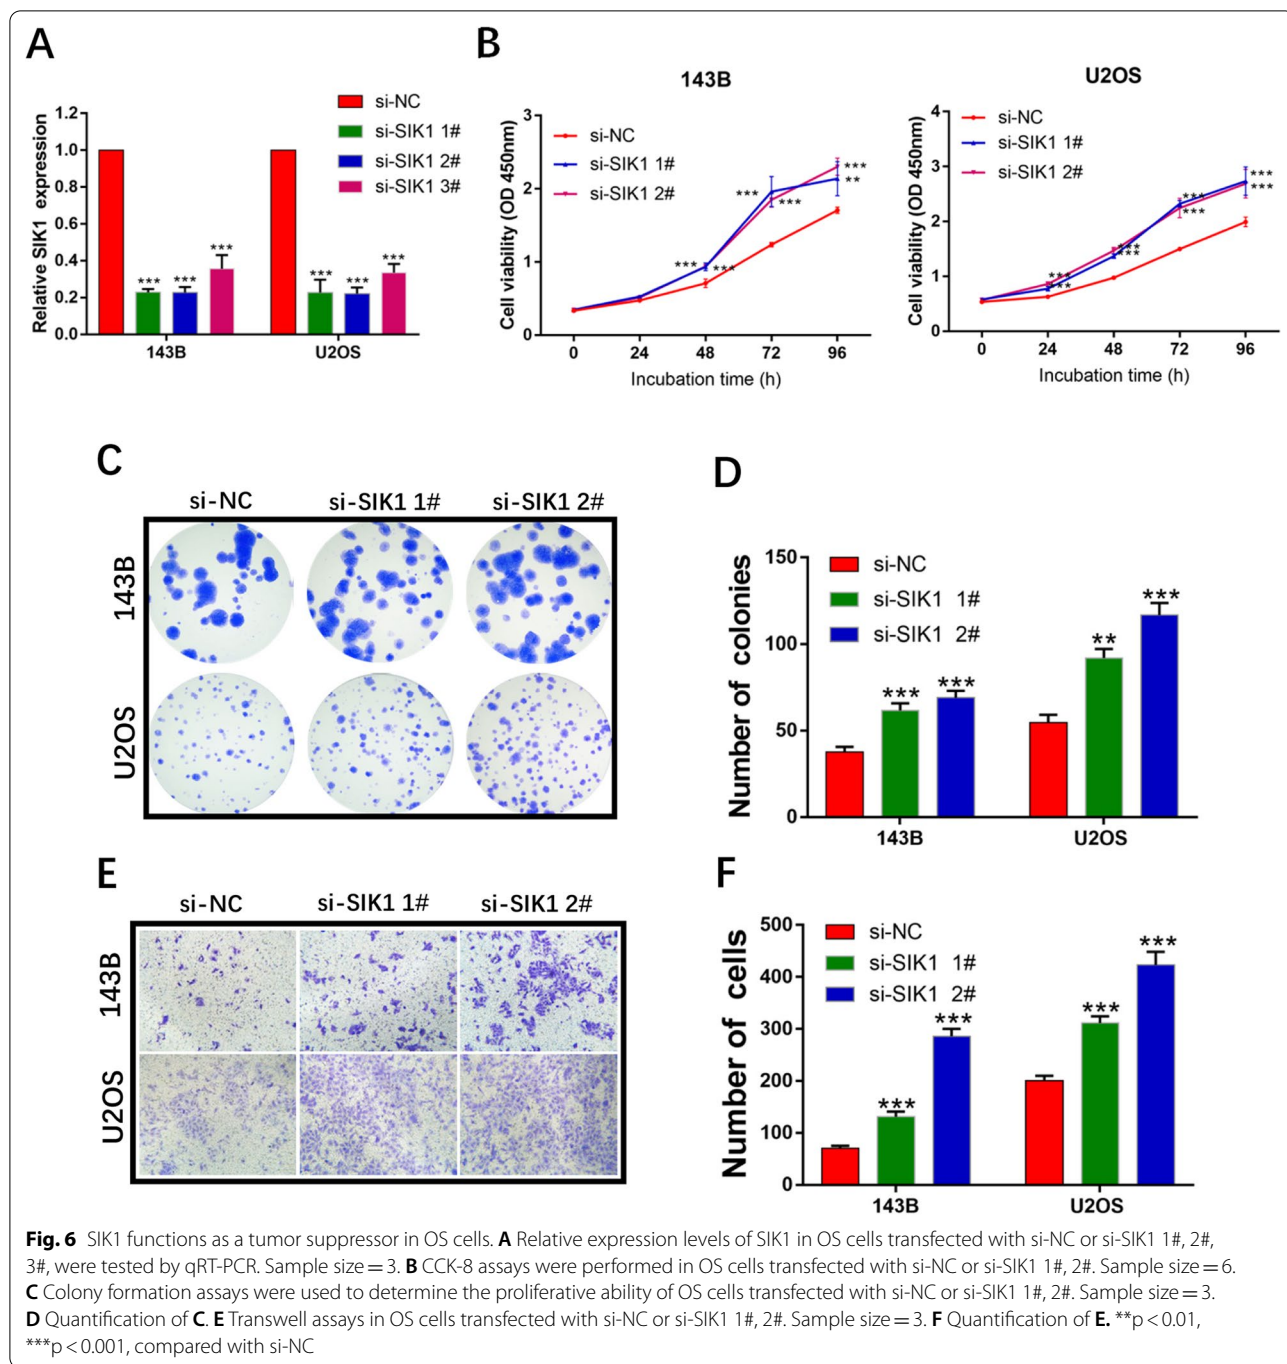 A
si-NC
si-SIK1 1#
si-SIK1 2#
si-SIK1 3#
Relative SIK1 expression
1.2
1.0
0.8
0.6
0.4
0.2
0.0
*** *** ***
*** *** ***
143B U2OS
B
143B
si-NC
si-SIK1 1#
si-SIK1 2#
Cell viability (OD 450nm)
3
2
1
0
***
***
***
***
***
**
0 24 48 72 96
Incubation time (h)
U2OS
si-NC
si-SIK1 1#
si-SIK1 2#
Cell viability (OD 450nm)
4
3
2
1
0
***
***
***
***
***
***
***
***
0 24 48 72 96
Incubation time (h)
C
si-NC si-SIK1 1# si-SIK1 2#
143B
U2OS
D
si-NC
si-SIK1 1#
si-SIK1 2#
Number of colonies
150
100
50
0
*** ***
** ***
143B U2OS
E
si-NC si-SIK1 1# si-SIK1 2#
143B
U2OS
F
si-NC
si-SIK1 1#
si-SIK1 2#
Number of cells
500
400
300
200
100
0
*** ***
*** ***
143B U2OS
Fig. 6 SIK1 functions as a tumor suppressor in OS cells. A Relative expression levels of SIK1 in OS cells transfected with si-NC or si-SIK1 1#, 2#,
3#, were tested by qRT-PCR. Sample size = 3. B CCK-8 assays were performed in OS cells transfected with si-NC or si-SIK1 1#, 2#. Sample size = 6.
C Colony formation assays were used to determine the proliferative ability of OS cells transfected with si-NC or si-SIK1 1#, 2#. Sample size = 3.
D Quantification of C. E Transwell assays in OS cells transfected with si-NC or si-SIK1 1#, 2#. Sample size = 3. F Quantification of E. **p < 0.01,
***p < 0.001, compared with si-NC